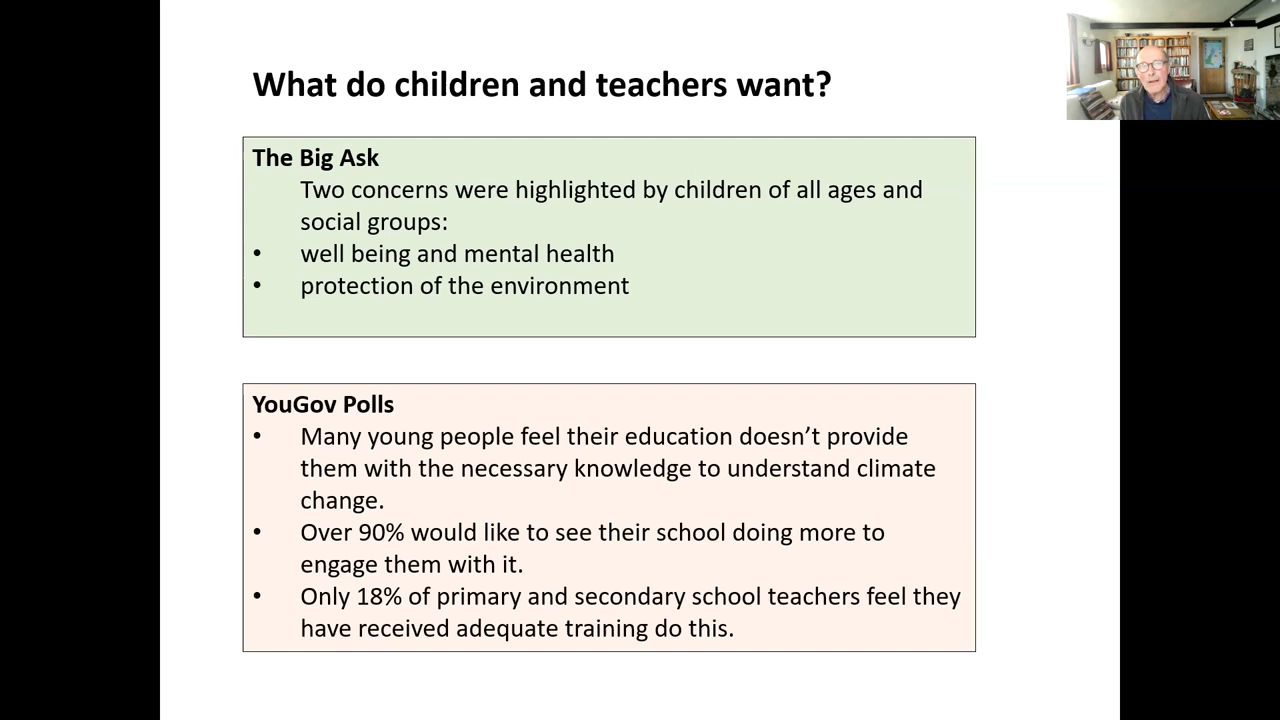 What do children and teachers want?
The Big Ask
Two concerns were highlighted by children of all ages and
social groups:
• well being and mental health
• protection of the environment
YouGov Polls
• Many young people feel their education doesn’t provide
them with the necessary knowledge to understand climate
change.
• Over 90% would like to see their school doing more to
engage them with it.
• Only 18% of primary and secondary school teachers feel they
have received adequate training do this.